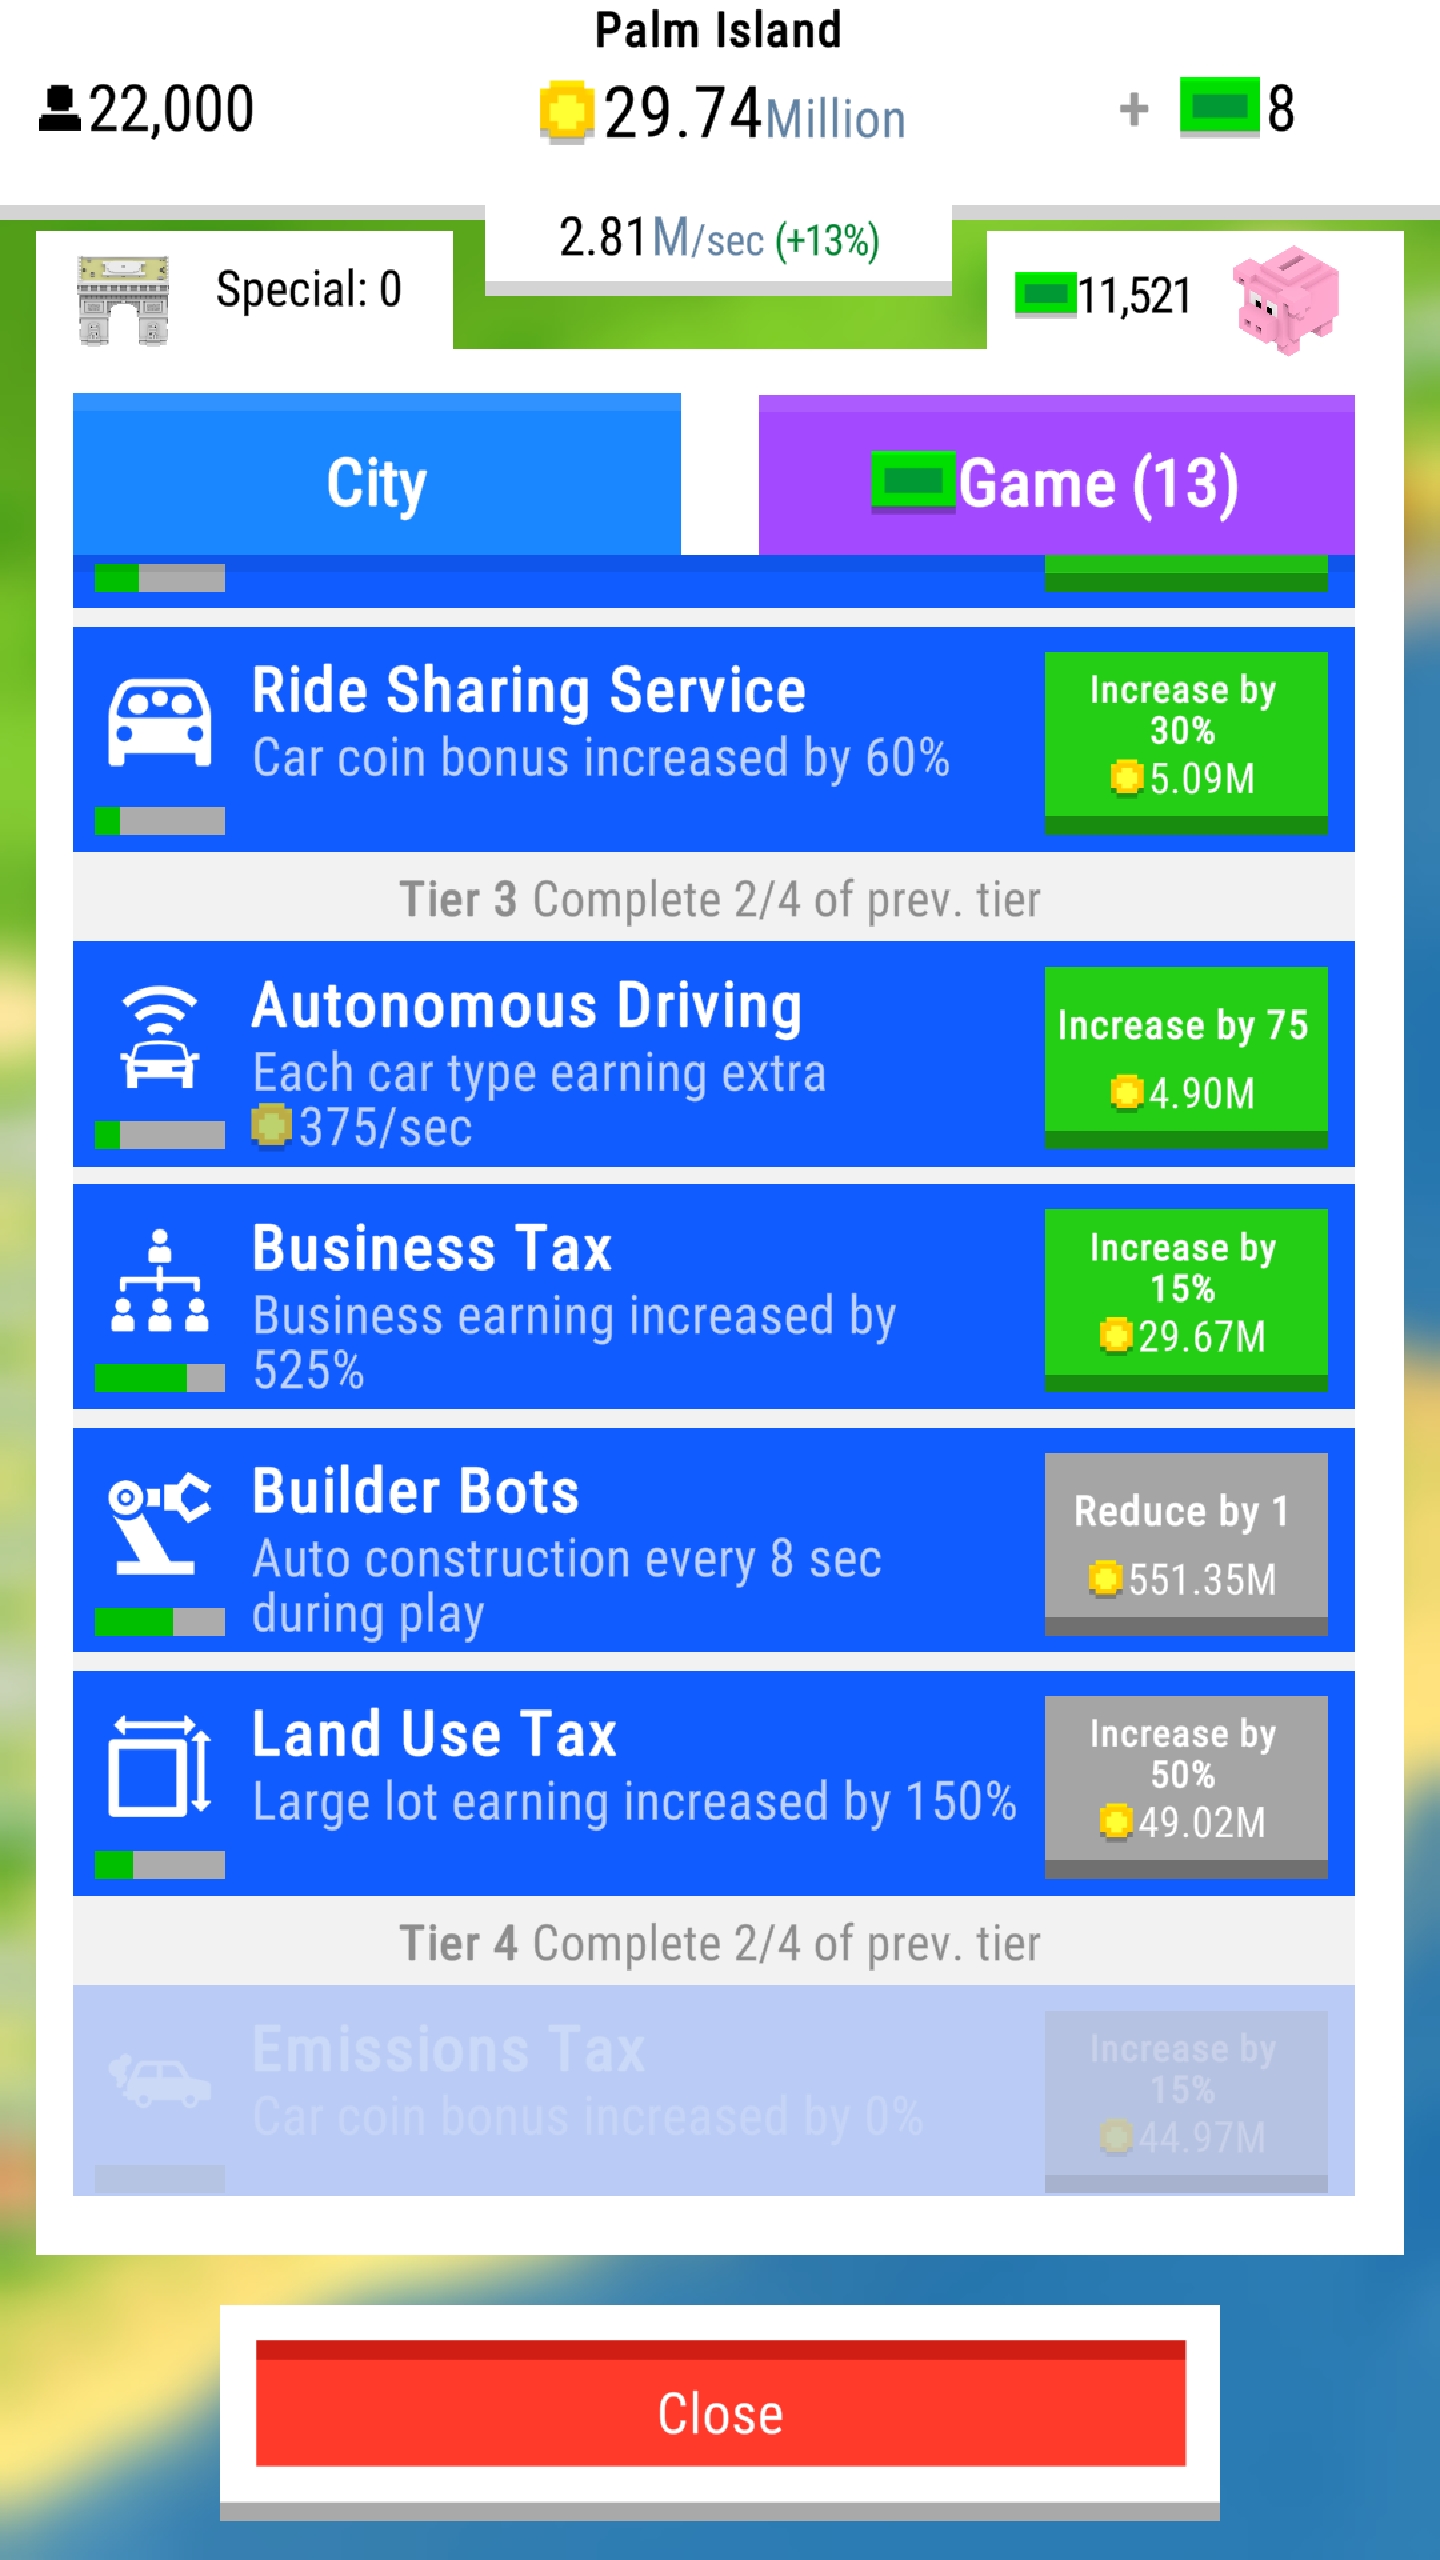 Palm Island
22,000
29.74Million
+ 8
2.81M/sec (+13%)
Special: 0
11,521
City
Game (13)
Ride Sharing Service
Car coin bonus increased by 60%
Increase by
30%
5.09M
Tier 3 Complete 2/4 of prev. tier
Autonomous Driving
Each car type earning extra
375/sec
Increase by 75
4.90M
Business Tax
Business earning increased by
525%
Increase by
15%
29.67M
Builder Bots
Auto construction every 8 sec
during play
Reduce by 1
551.35M
Land Use Tax
Large lot earning increased by 150%
Increase by
50%
49.02M
Tier 4 Complete 2/4 of prev. tier
Emissions Tax
Car coin bonus increased by 0%
Increase by
15%
44.97M
Close